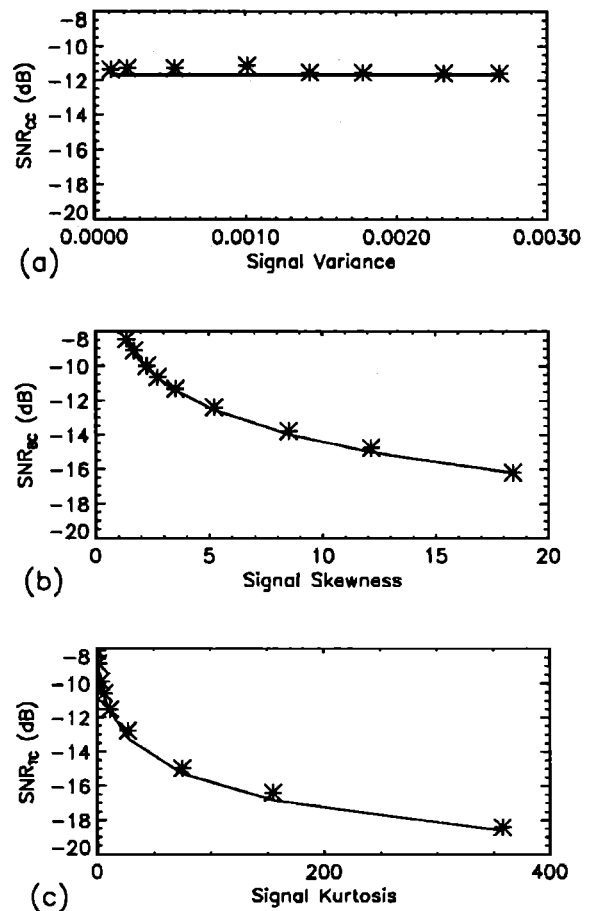 -8
-10
-12
-14
-16
-18
-20
SNRCC (dB)
0.0000 0.0010 0.0020 0.0030
Signal Variance
(a)
-8
-10
-12
-14
-16
-18
-20
SNRBC (dB)
0 5 10 15 20
Signal Skewness
(b)
-8
-10
-12
-14
-16
-18
-20
SNRTC (dB)
0 200 400
Signal Kurtosis
(c)